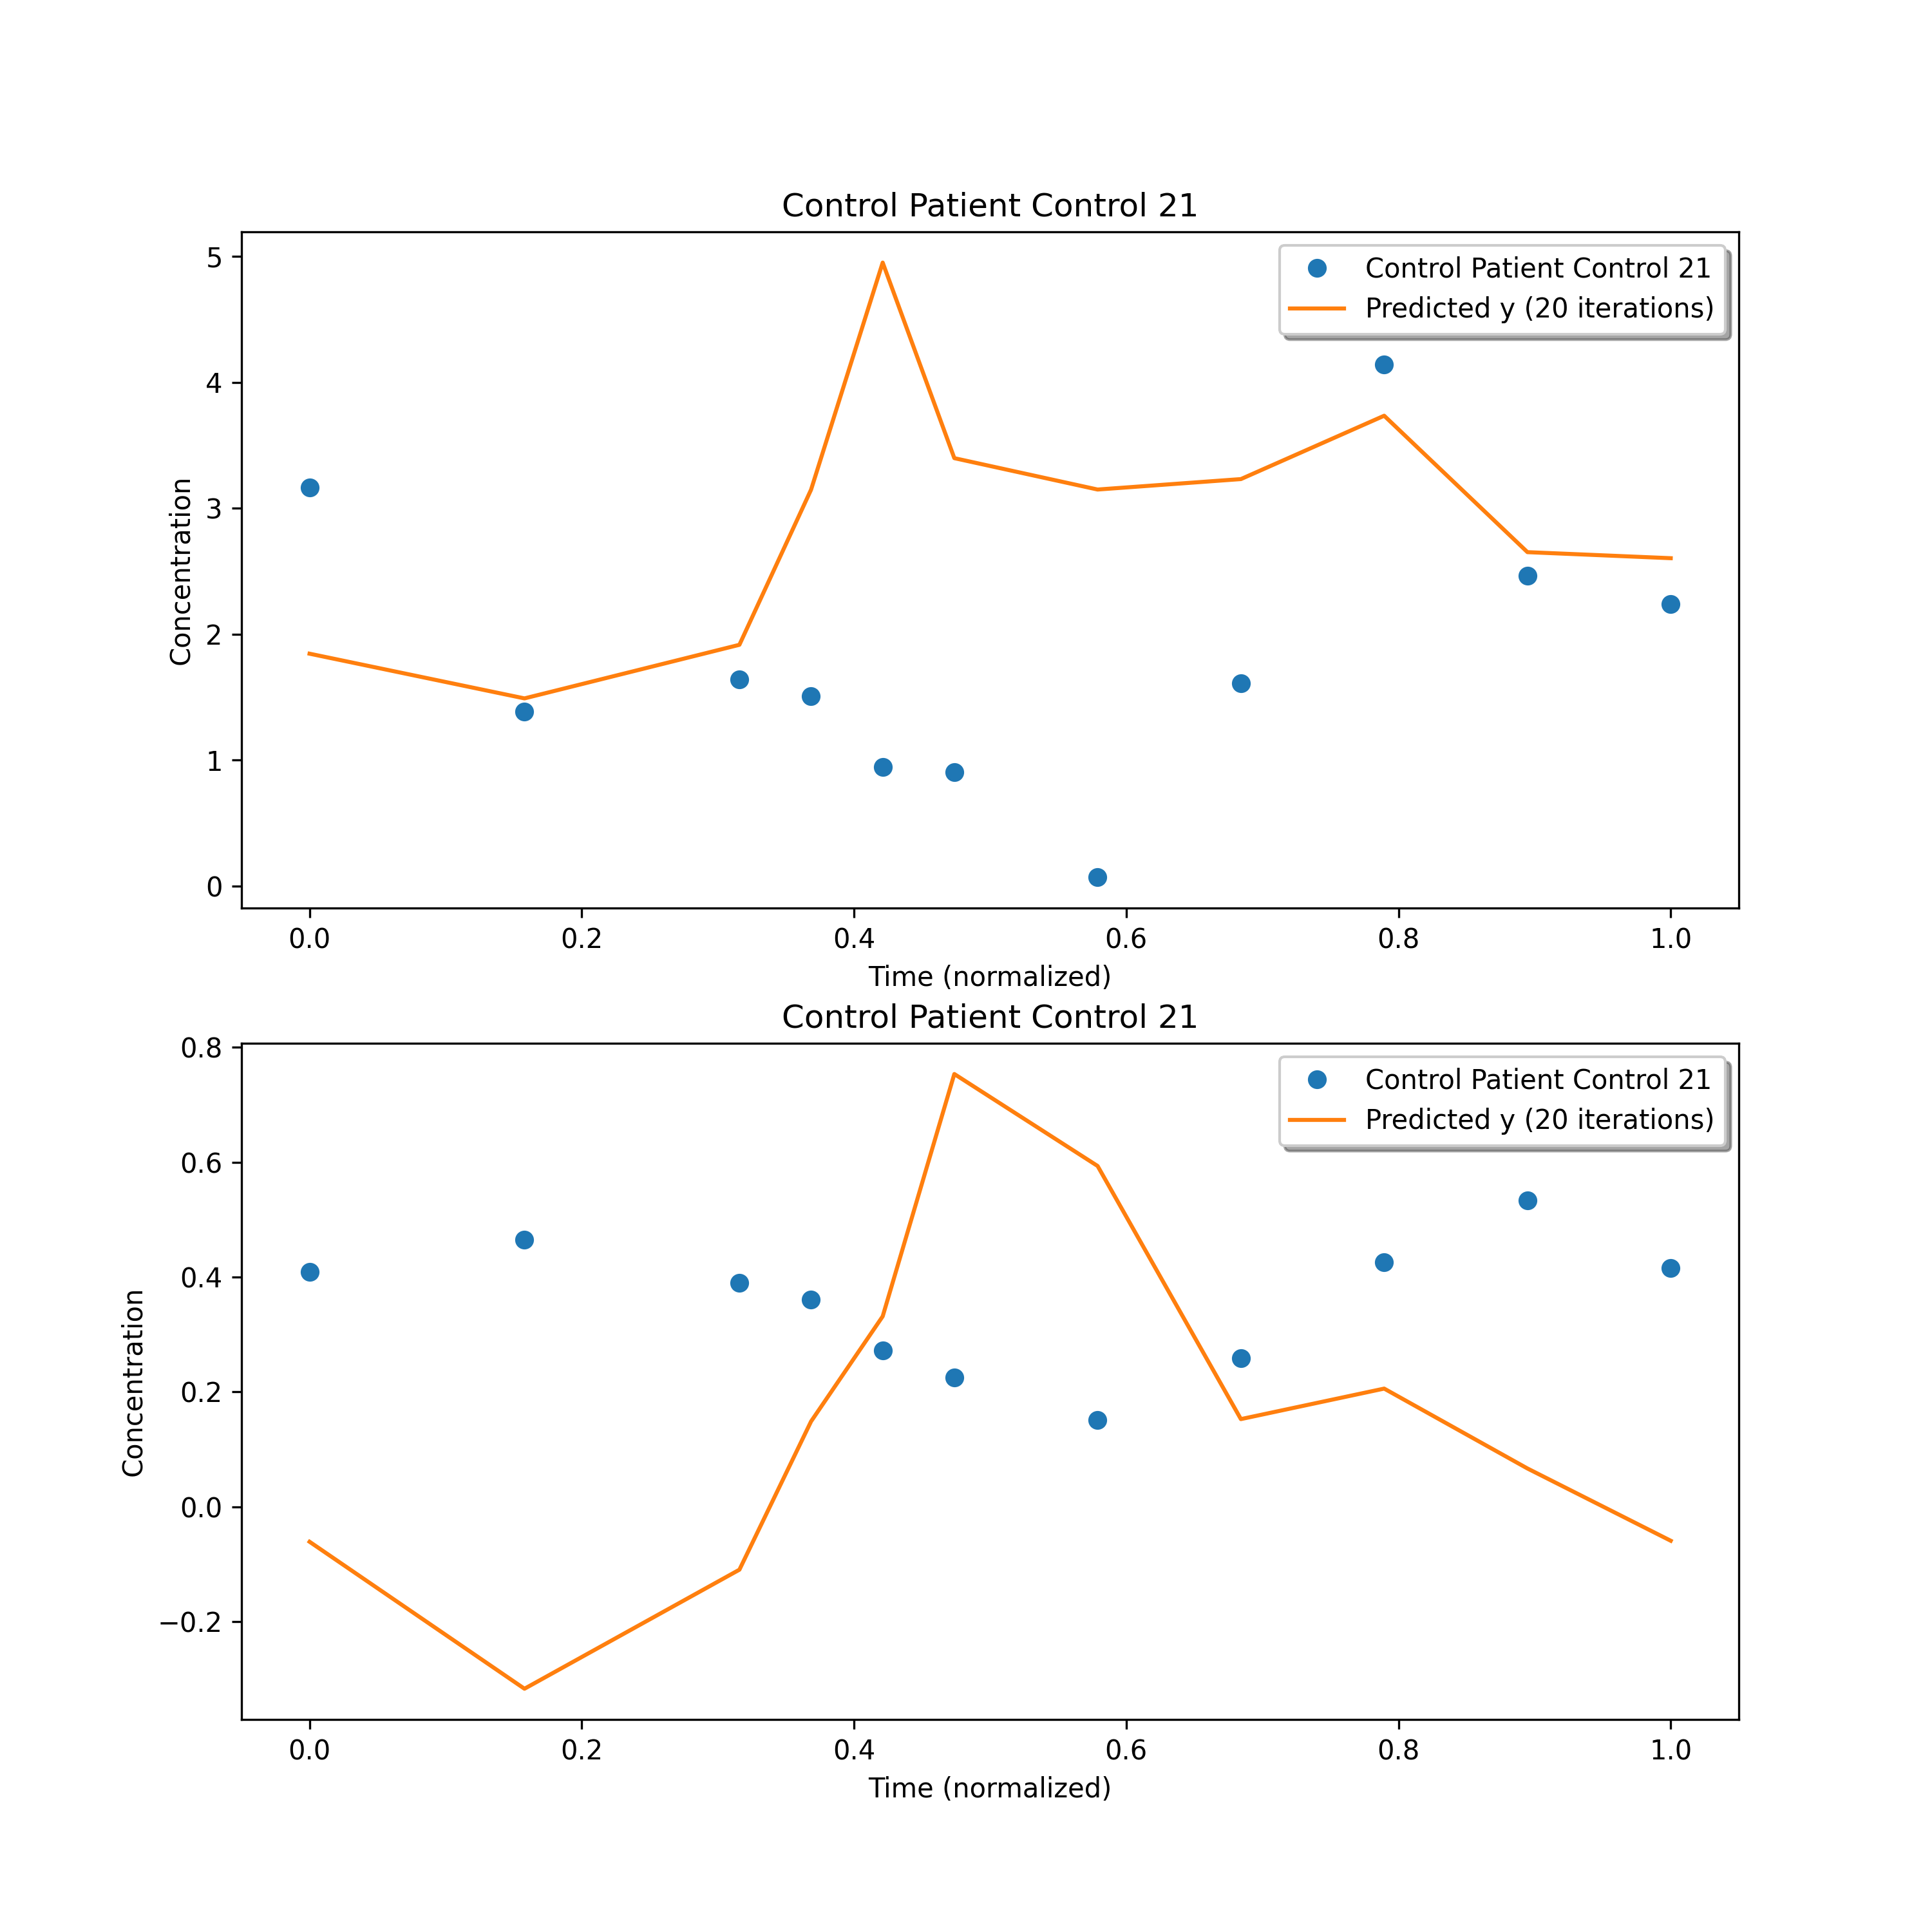 Control Patient Control 21
5
4
3
2
1
0
Concentration
Control Patient Control 21
Predicted y (20 iterations)
0.0 0.2 0.4 0.6 0.8 1.0
Time (normalized)
Control Patient Control 21
0.8
0.6
0.4
0.2
0.0
−0.2
Concentration
Control Patient Control 21
Predicted y (20 iterations)
0.0 0.2 0.4 0.6 0.8 1.0
Time (normalized)